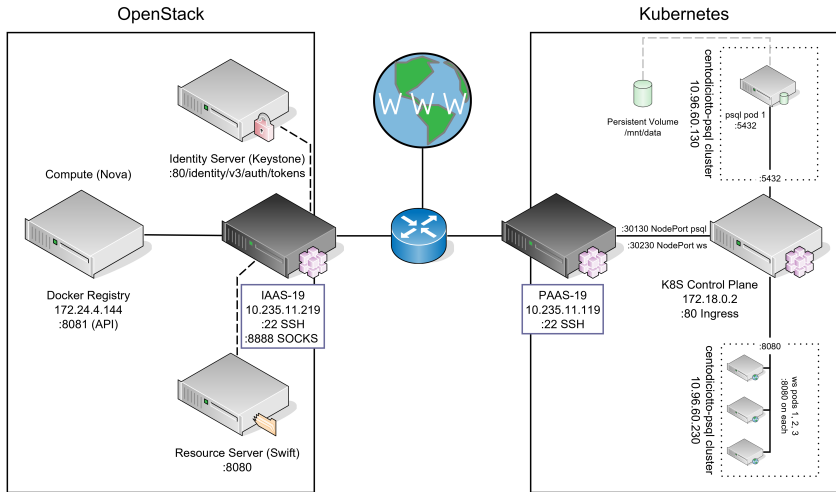 OpenStack
Kubernetes
WWW
Identity Server (Keystone)
:80/identity/v3/auth/tokens
Compute (Nova)
Docker Registry
172.24.4.144
:8081 (API)
IAAS-19
10.235.11.219
:22 SSH
:8888 SOCKS
Resource Server (Swift)
:8080
PAAS-19
10.235.11.119
:22 SSH
:30130 NodePort psql
:30230 NodePort ws
K8S Control Plane
172.18.0.2
:80 Ingress
Persistent Volume
/mnt/data
centodiciotto-psql cluster
10.96.60.130
psql pod 1
:5432
:5432
:8080
centodiciotto-psql cluster
10.96.60.230
ws pods 1, 2, 3
:8080 on each